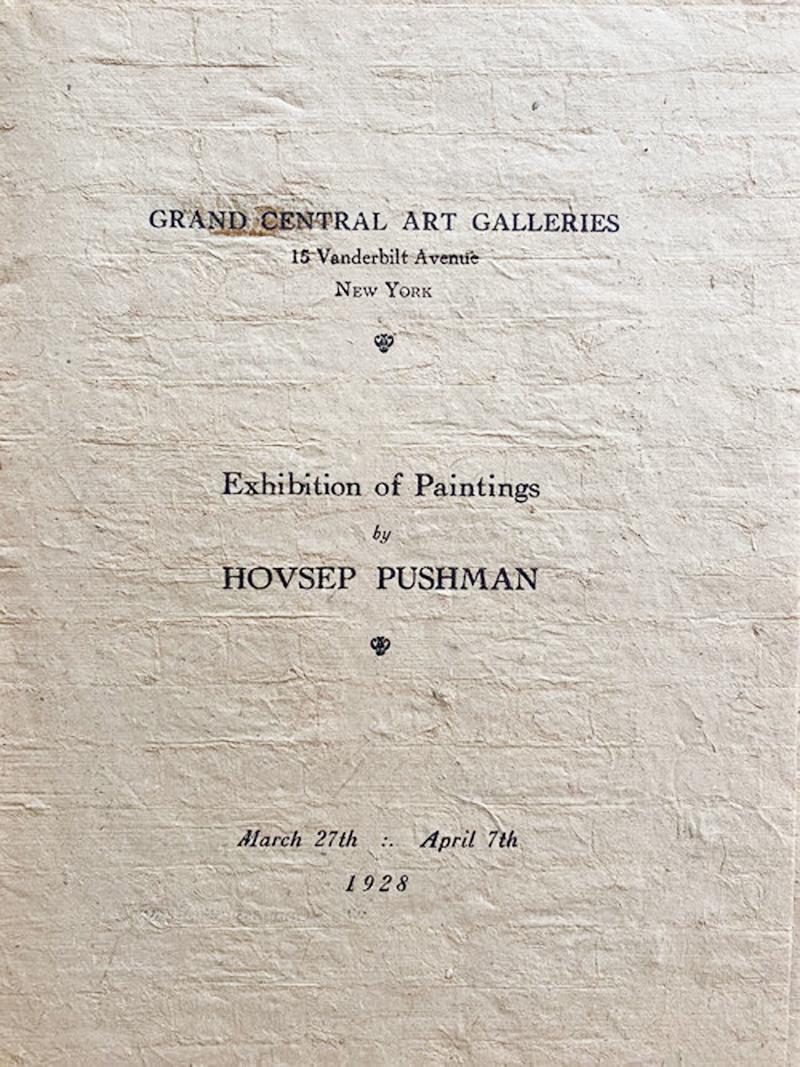 GRAND CENTRAL ART GALLERIES
15 Vanderbilt Avenue
NEW YORK
Exhibition of Paintings
by
HOVSEP PUSHMAN
March 27th :. April 7th
1928